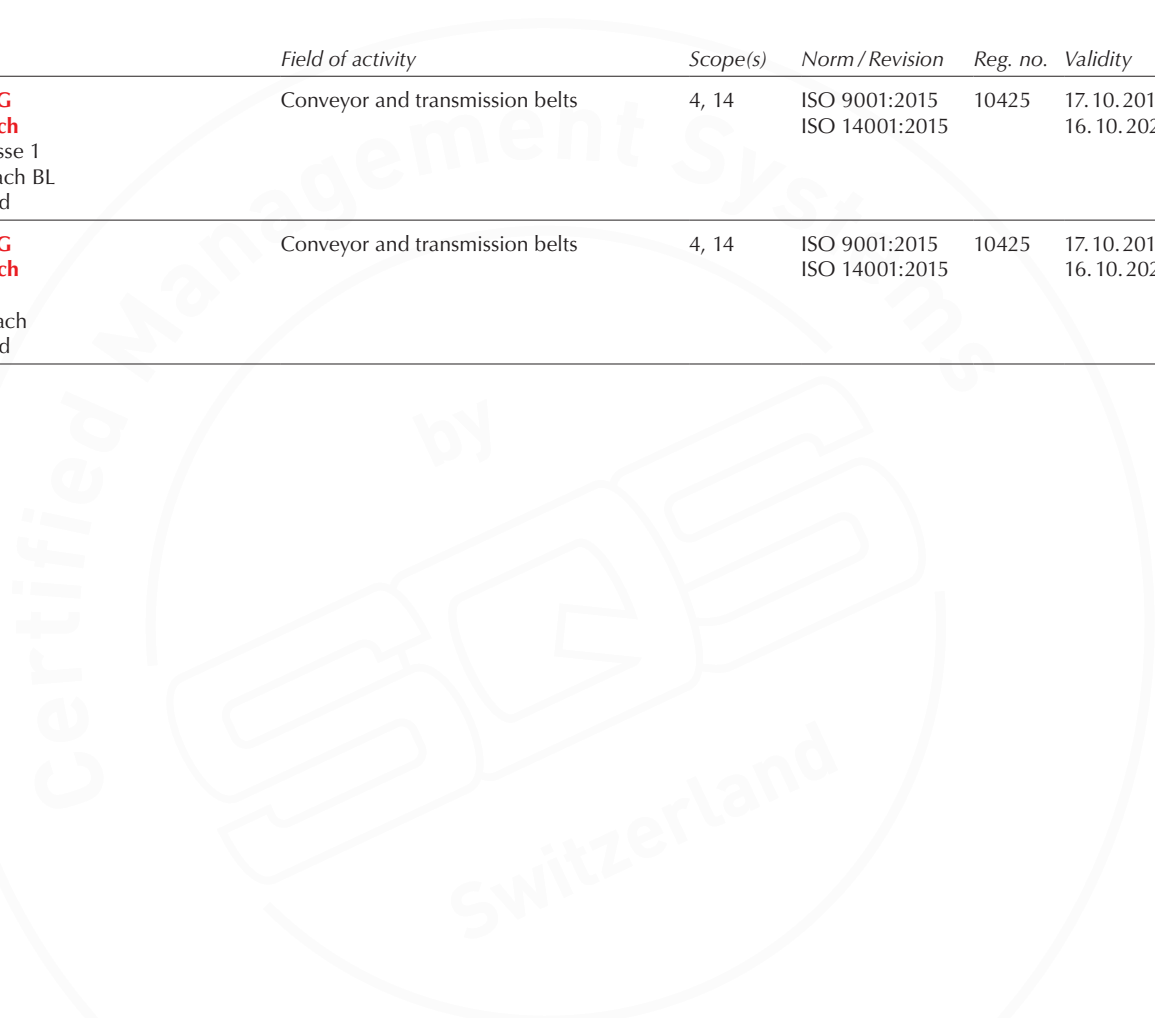 Field of activity Scope(s) Norm / Revision Reg. no. Validity
G Conveyor and transmission belts 4, 14 ISO 9001:2015 10425 17. 10. 201
ch ISO 14001:2015 16. 10. 202
sse 1
ach BL
d
G Conveyor and transmission belts 4, 14 ISO 9001:2015 10425 17. 10. 201
ch ISO 14001:2015 16. 10. 202
ach
d
Certified Management Systems
by
SQS
Switzerland